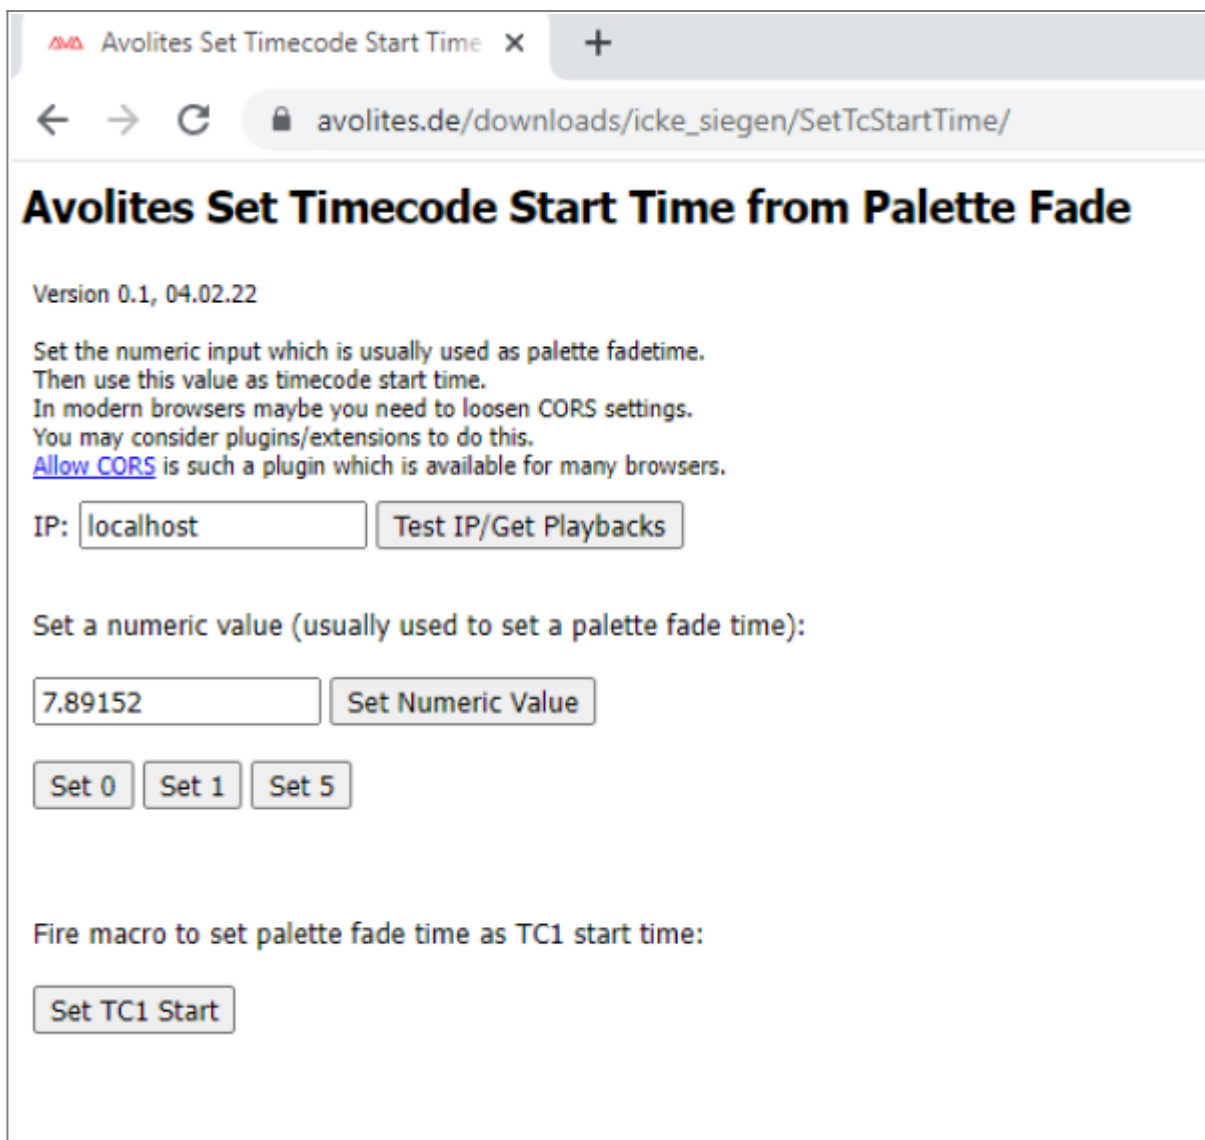 Avolites Set Timecode Start Time
avolites.de/downloads/icke_siegen/SetTcStartTime/
Avolites Set Timecode Start Time from Palette Fade
Version 0.1, 04.02.22
Set the numeric input which is usually used as palette fadetime.
Then use this value as timecode start time.
In modern browsers maybe you need to loosen CORS settings.
You may consider plugins/extensions to do this.
Allow CORS is such a plugin which is available for many browsers.
IP: localhost Test IP/Get Playbacks
Set a numeric value (usually used to set a palette fade time):
7.89152 Set Numeric Value
Set 0 Set 1 Set 5
Fire macro to set palette fade time as TC1 start time:
Set TC1 Start